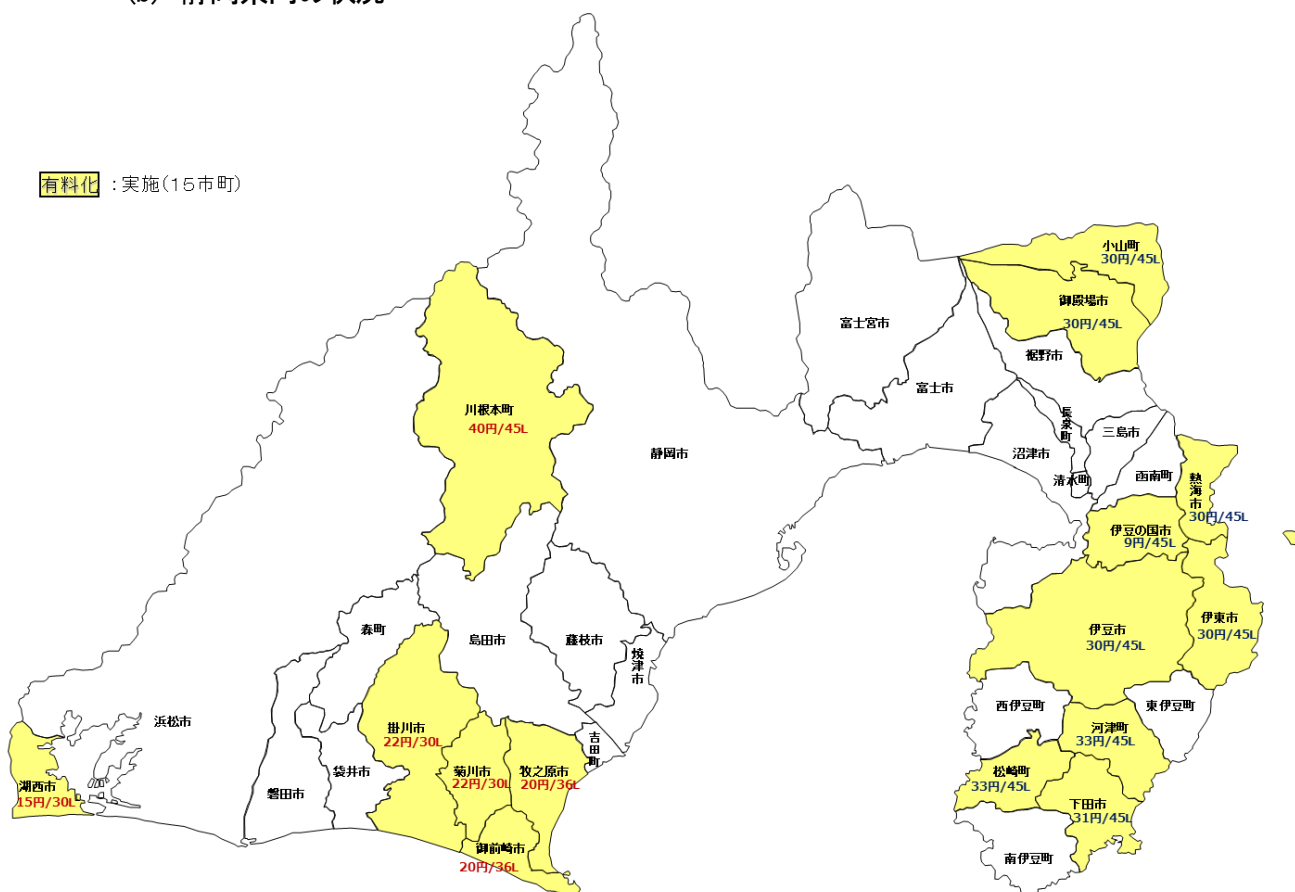 有料化 :実施(15市町)
小山町
30円/45L
御殿場市
30円/45L
富士宮市
裾野市
富士市
川根本町
40円/45L
長泉町
三島市
静岡市
沼津市
清水町
函南町
熱海市
30円/45L
伊豆の国市
9円/45L
伊東市
30円/45L
伊豆市
30円/45L
森町
島田市
藤枝市
焼津市
西伊豆町
東伊豆町
浜松市
掛川市
22円/30L
河津町
33円/45L
吉田町
菊川市
22円/30L
牧之原市
20円/36L
袋井市
磐田市
湖西市
15円/30L
松崎町
33円/45L
下田市
31円/45L
御前崎市
20円/36L
南伊豆町